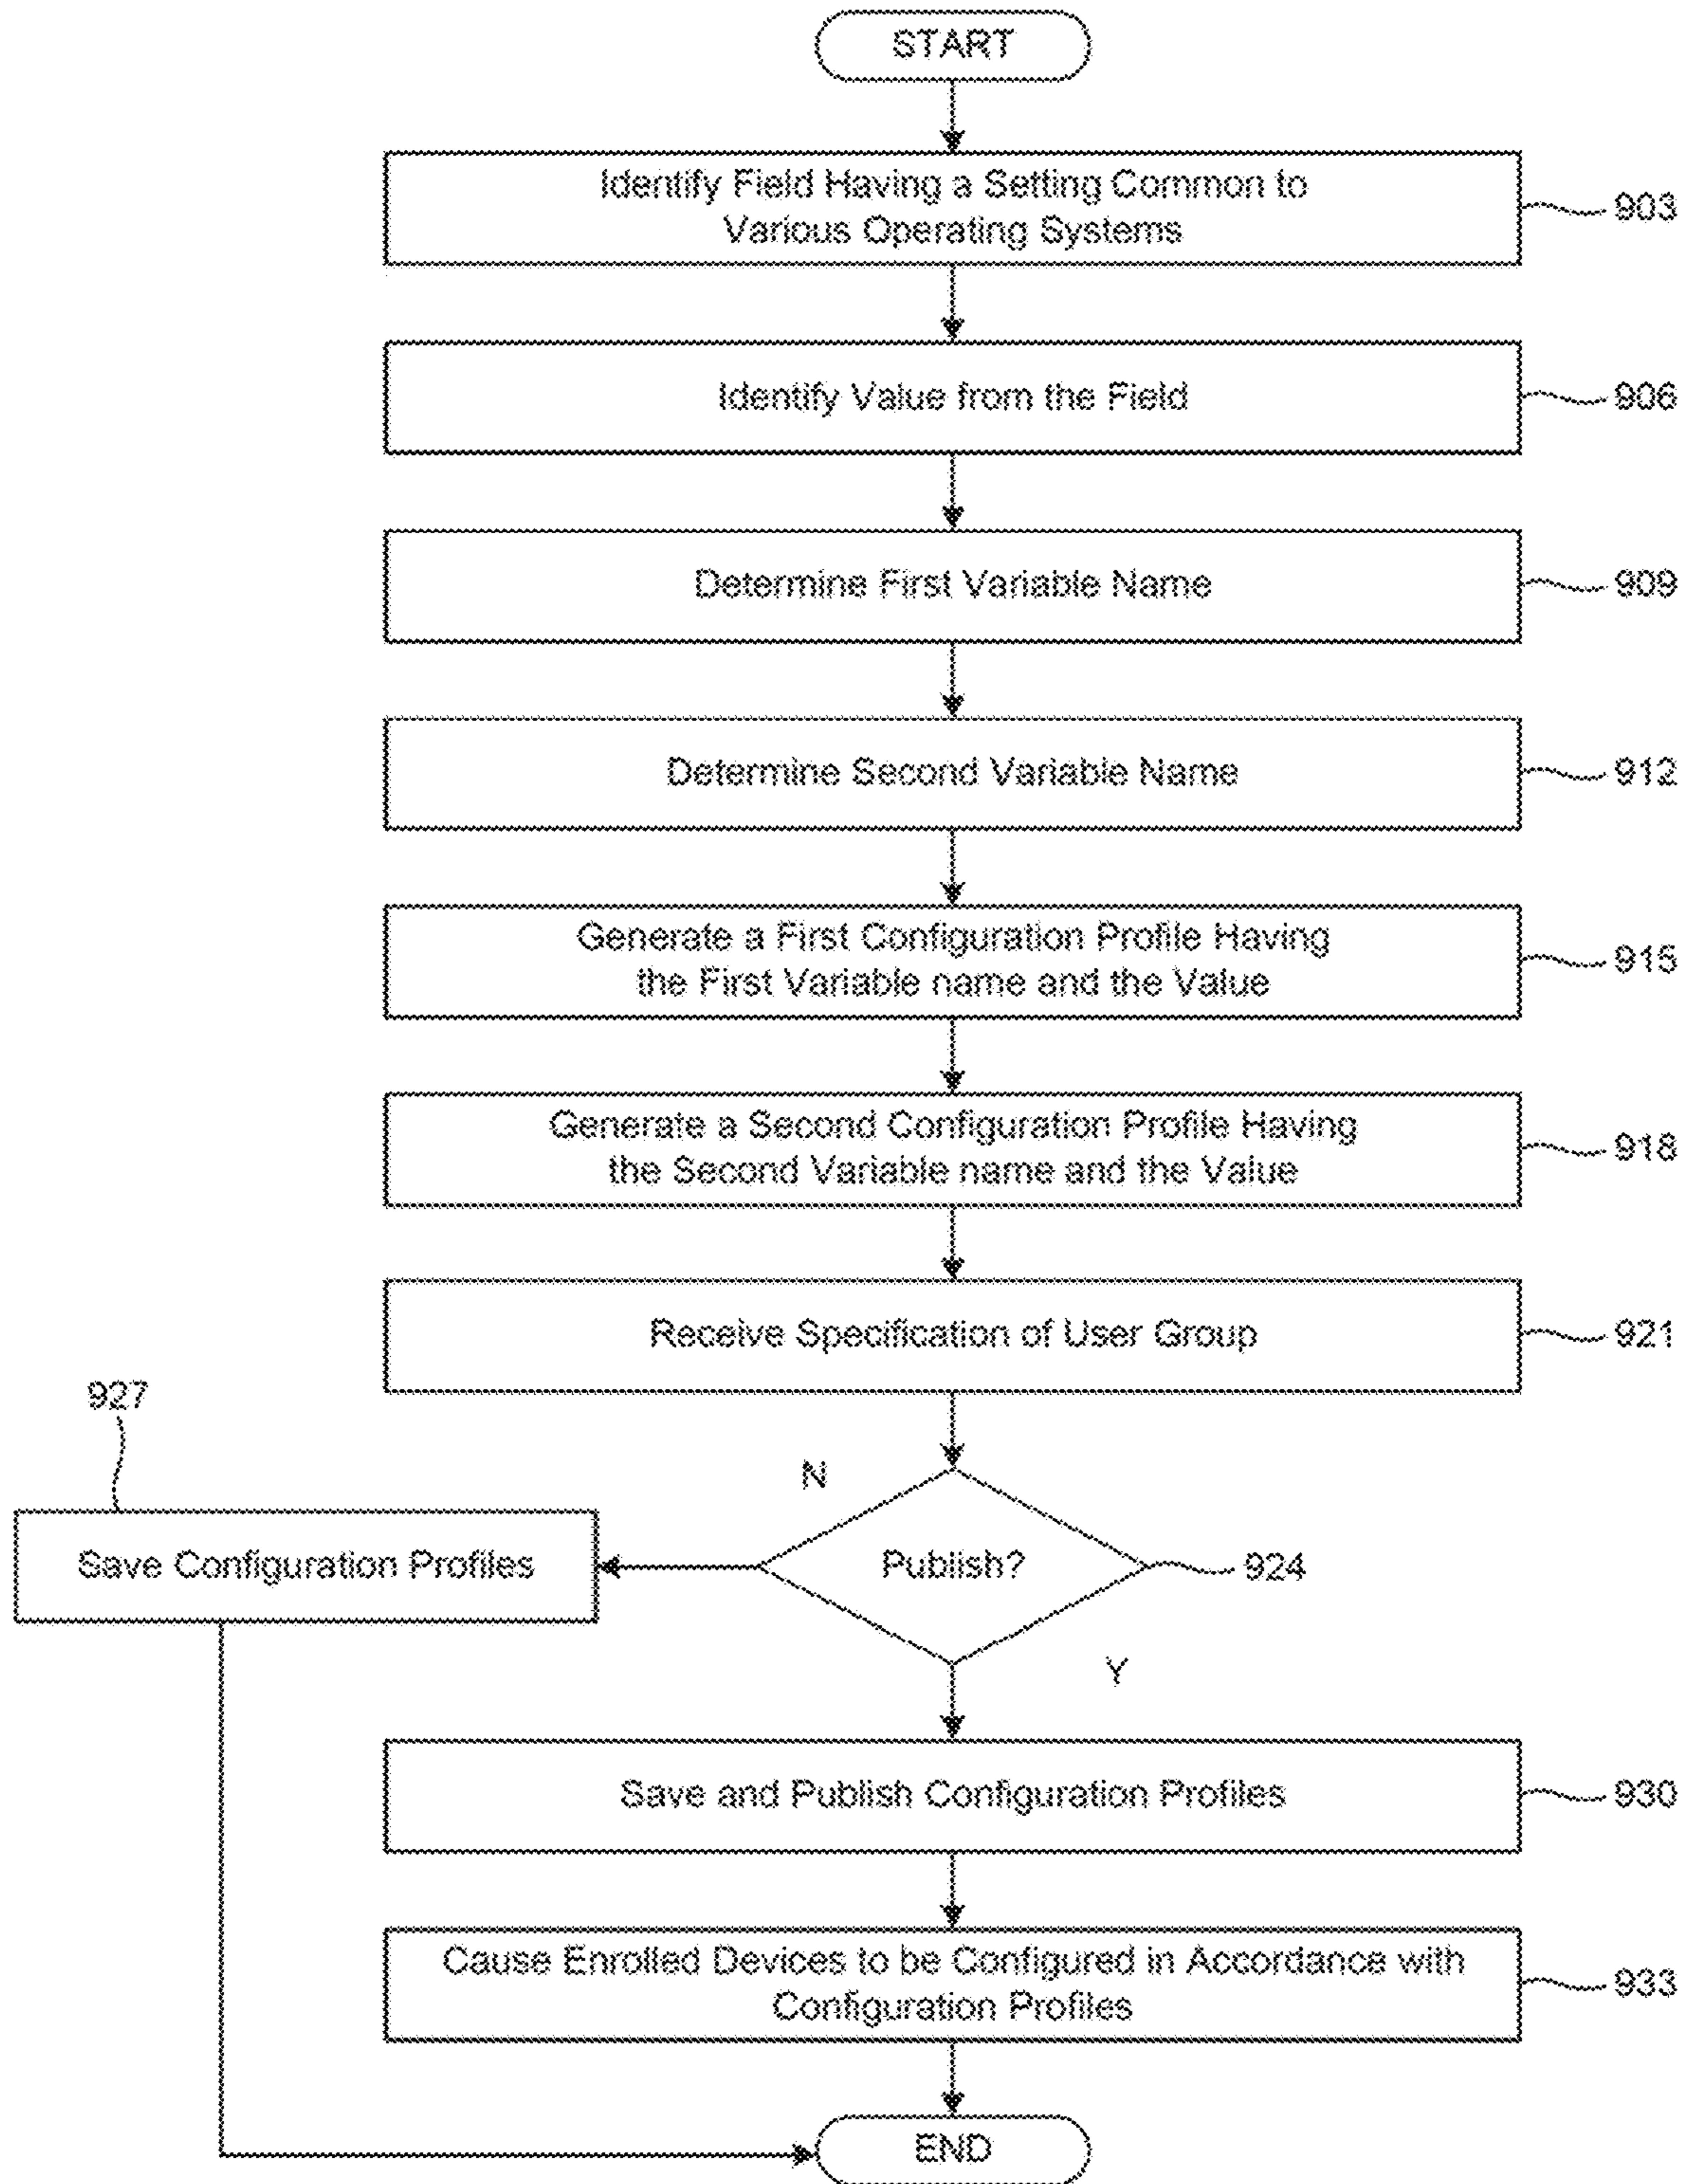 START
Identify Field Having a Setting Common to
Various Operating Systems
903
Identify Value from the Field
906
Determine First Variable Name
909
Determine Second Variable Name
912
Generate a First Configuration Profile Having
the First Variable name and the Value
915
Generate a Second Configuration Profile Having
the Second Variable name and the Value
918
Receive Specification of User Group
921
927
N
Save Configuration Profiles
Publish?
924
Y
Save and Publish Configuration Profiles
930
Cause Enrolled Devices to be Configured in Accordance with
Configuration Profiles
933
END